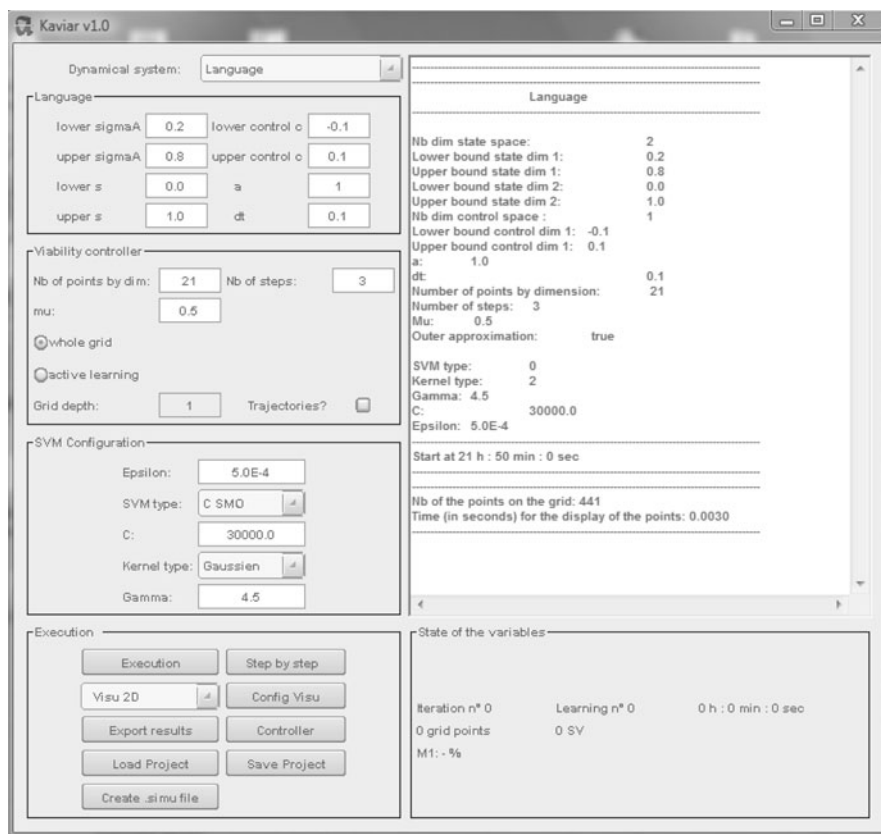 Kaviar v1.0
Dynamical system: Language
Language
lower sigmaA 0.2 lower control c -0.1
upper sigmaA 0.8 upper control c 0.1
lower s 0.0 a 1
upper s 1.0 dt 0.1
Viability controller
Nb of points by dim: 21 Nb of steps: 3
mu: 0.5
whole grid
active learning
Grid depth: 1 Trajectories?
SVM Configuration
Epsilon: 5.0E-4
SVM type: C SMO
C: 30000.0
Kernel type: Gaussien
Gamma: 4.5
Execution
Execution Step by step
Visu 2D Config Visu
Export results Controller
Load Project Save Project
Create .simu file
Language
Nb dim state space: 2
Lower bound state dim 1: 0.2
Upper bound state dim 1: 0.8
Lower bound state dim 2: 0.0
Upper bound state dim 2: 1.0
Nb dim control space : 1
Lower bound control dim 1: -0.1
Upper bound control dim 1: 0.1
a: 1.0
dt: 0.1
Number of points by dimension: 21
Number of steps: 3
Mu: 0.5
Outer approximation: true
SVM type: 0
Kernel type: 2
Gamma: 4.5
C: 30000.0
Epsilon: 5.0E-4
Start at 21 h : 50 min : 0 sec
Nb of the points on the grid: 441
Time (in seconds) for the display of the points: 0.0030
State of the variables
Iteration n° 0 Learning n° 0 0 h : 0 min : 0 sec
0 grid points 0 SV
M1: - %